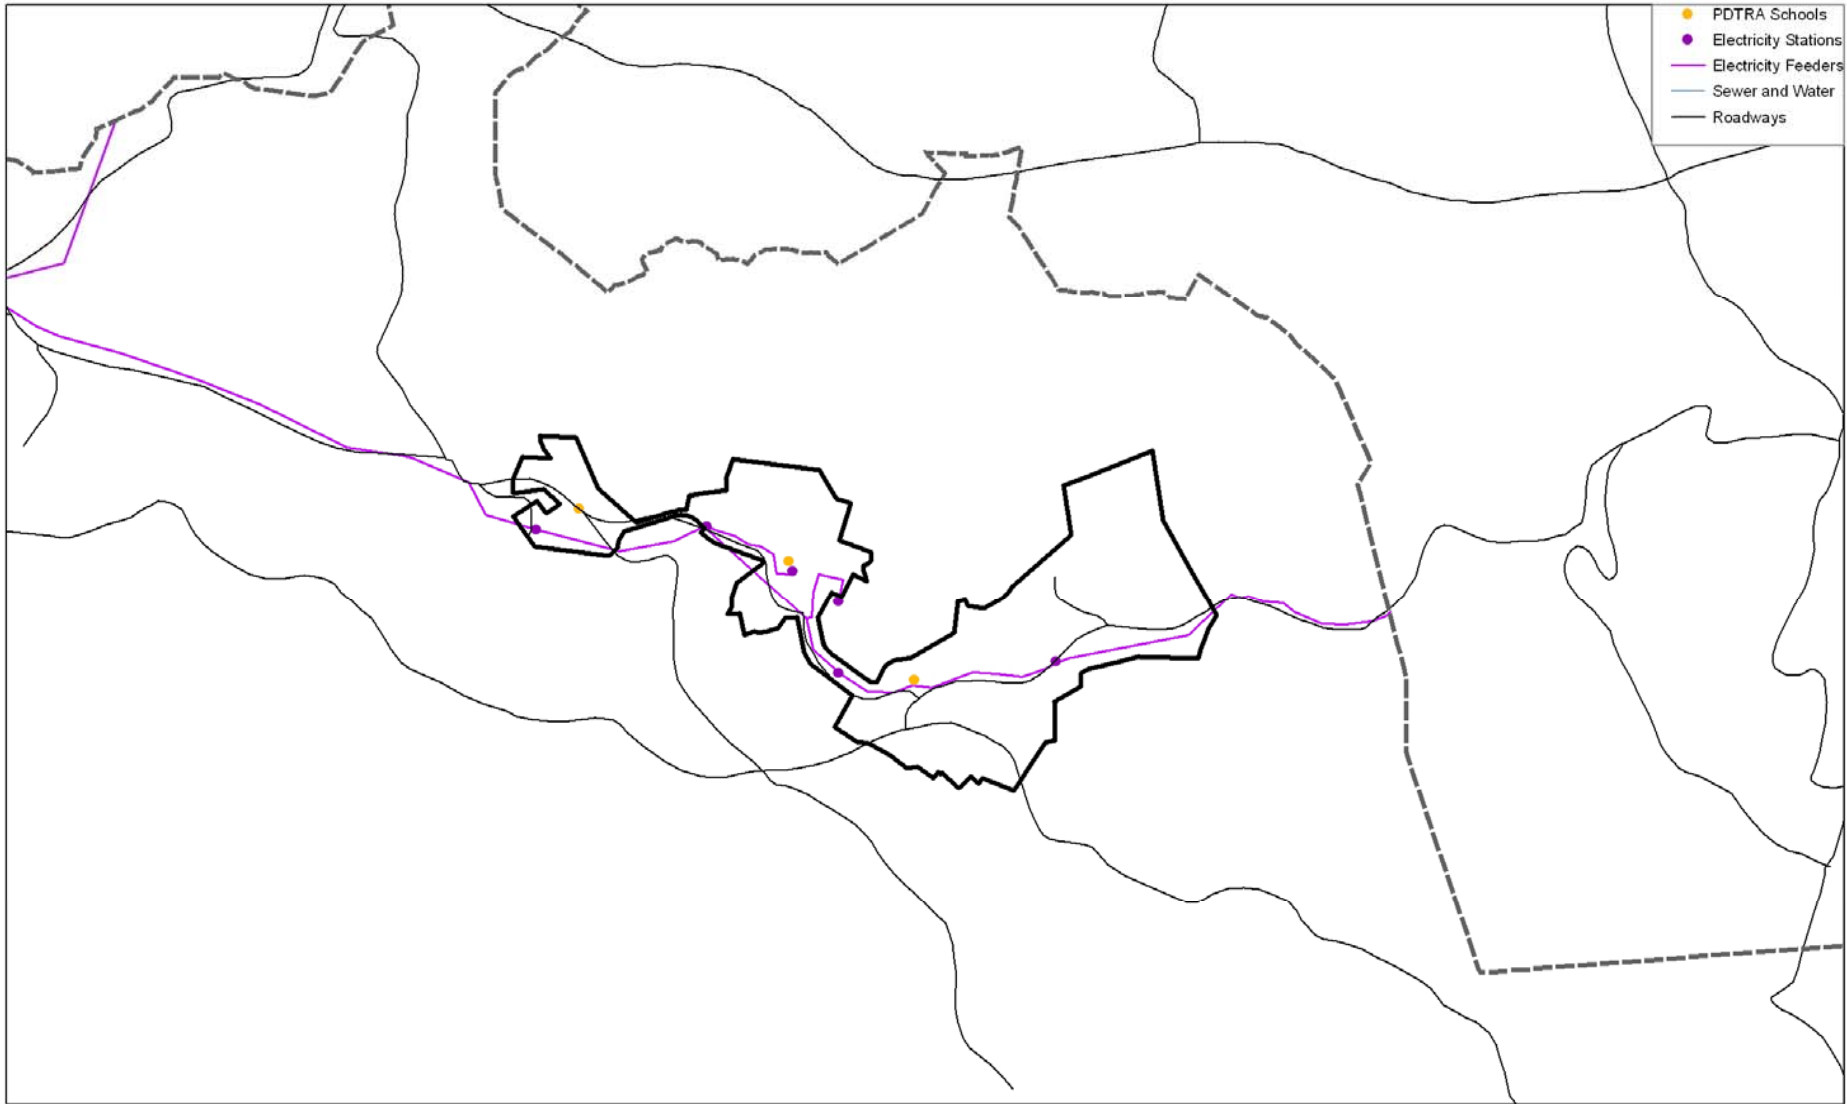 PDTRA Schools
Electricity Stations
Electricity Feeders
Sewer and Water
Roadways